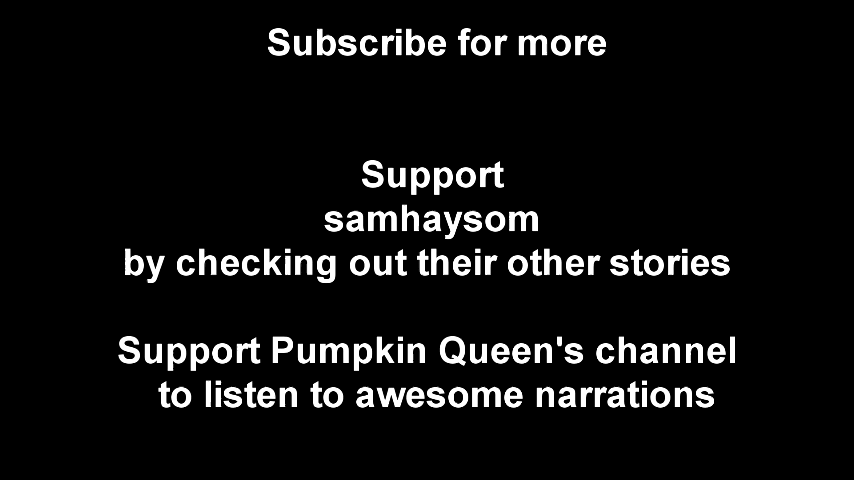 Subscribe for more
Support
samhaysom
by checking out their other stories
Support Pumpkin Queen's channel
to listen to awesome narrations